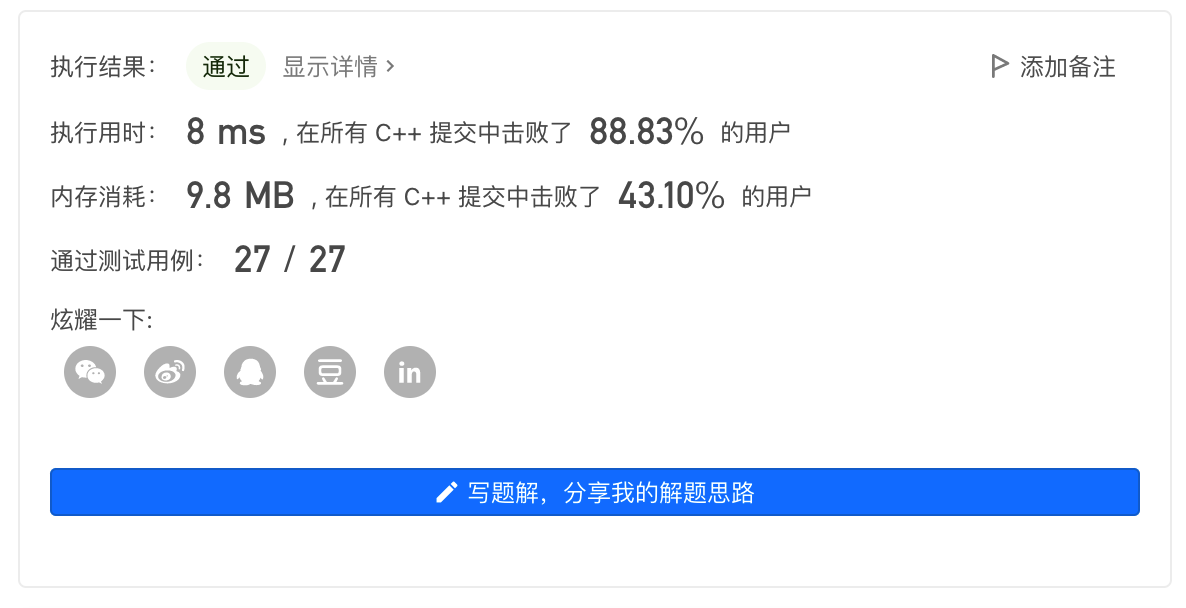 执行结果： 通过 显示详情 › 添加备注
执行用时： 8 ms , 在所有 C++ 提交中击败了 88.83% 的用户
内存消耗： 9.8 MB , 在所有 C++ 提交中击败了 43.10% 的用户
通过测试用例： 27 / 27
炫耀一下:
豆 in
写题解，分享我的解题思路